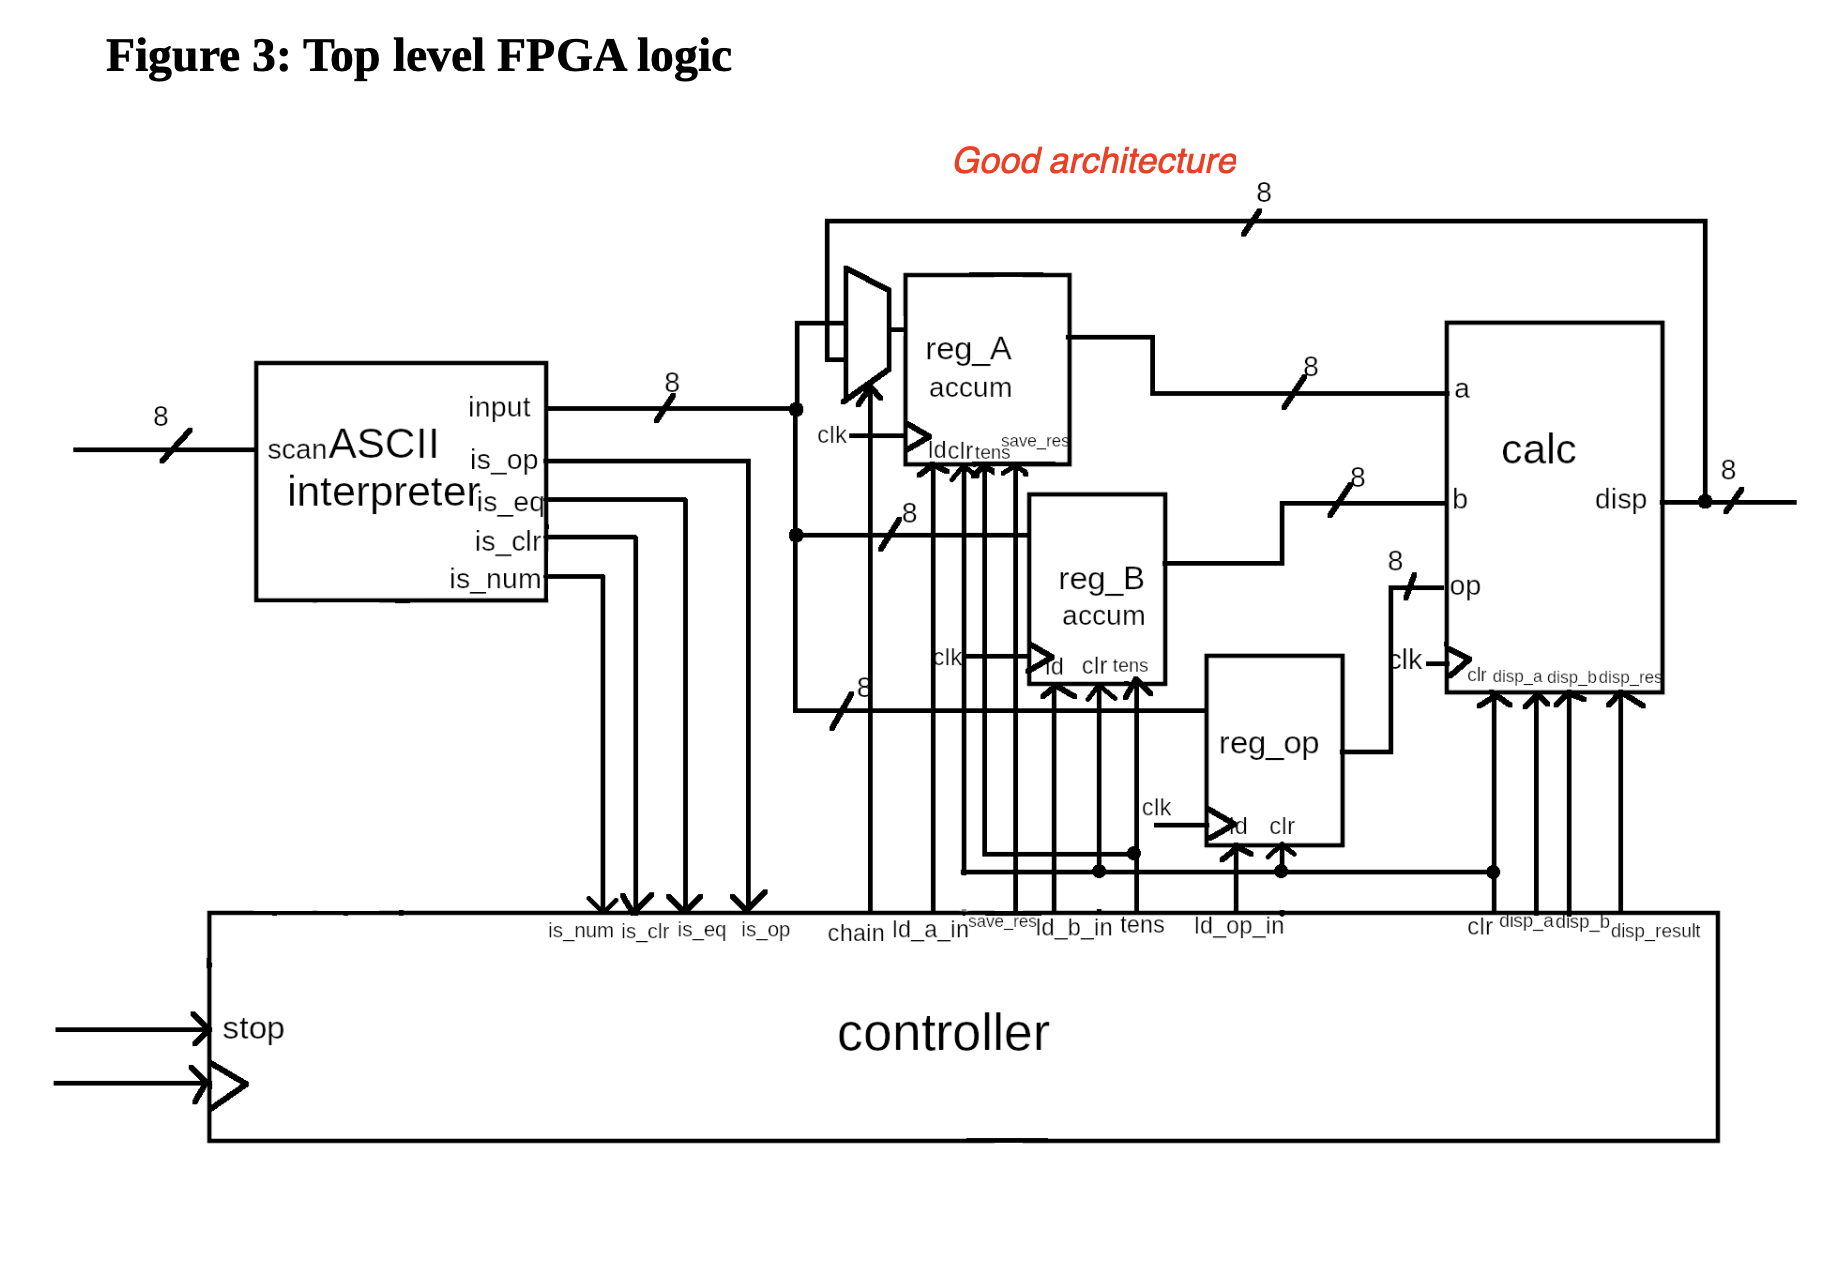 Figure 3: Top level FPGA logic
Good architecture
8
8
8
8
8
8
8
8
8
scan
ASCII
interpreter
input
is_op
is_eq
is_clr
is_num
reg_A
accum
clk
ld
clr
tens
save_res
reg_B
accum
clk
ld
clr
tens
reg_op
clk
ld
clr
calc
a
b
op
disp
clk
clr
disp_a
disp_b
disp_res
is_num
is_clr
is_eq
is_op
chain
ld_a_in
save_res
ld_b_in
tens
ld_op_in
clr
disp_a
disp_b
disp_result
stop
controller